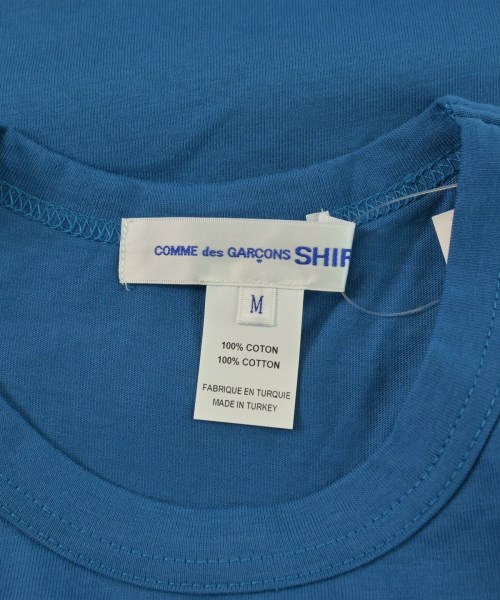 COMME des GARÇONS SHIR
M
100% COTON
100% COTTON
FABRIQUE EN TURQUIE
MADE IN TURKEY